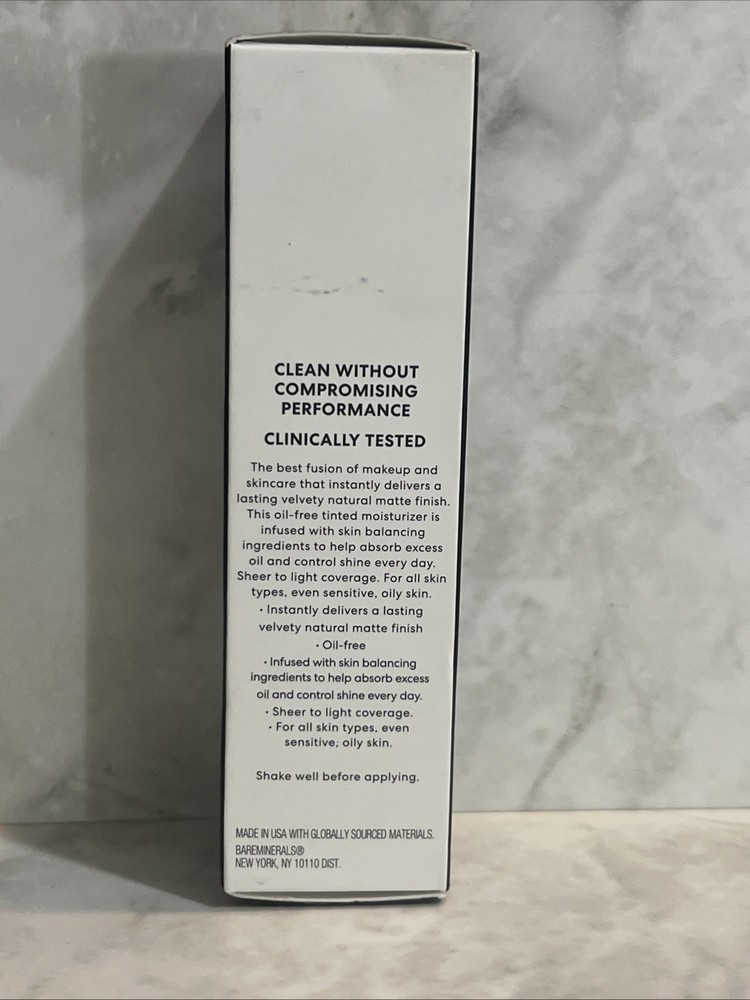 CLEAN WITHOUT
COMPROMISING
PERFORMANCE
CLINICALLY TESTED
The best fusion of makeup and
skincare that instantly delivers a
lasting velvety natural matte finish.
This oil-free tinted moisturizer is
infused with skin balancing
ingredients to help absorb excess
oil and control shine every day.
Sheer to light coverage. For all skin
types, even sensitive, oily skin.
• Instantly delivers a lasting
velvety natural matte finish
• Oil-free
• Infused with skin balancing
ingredients to help absorb excess
oil and control shine every day.
• Sheer to light coverage.
• For all skin types, even
sensitive, oily skin.
Shake well before applying.
MADE IN USA WITH GLOBALLY SOURCED MATERIALS.
BAREMINERALS®
NEW YORK, NY 10110 DIST.